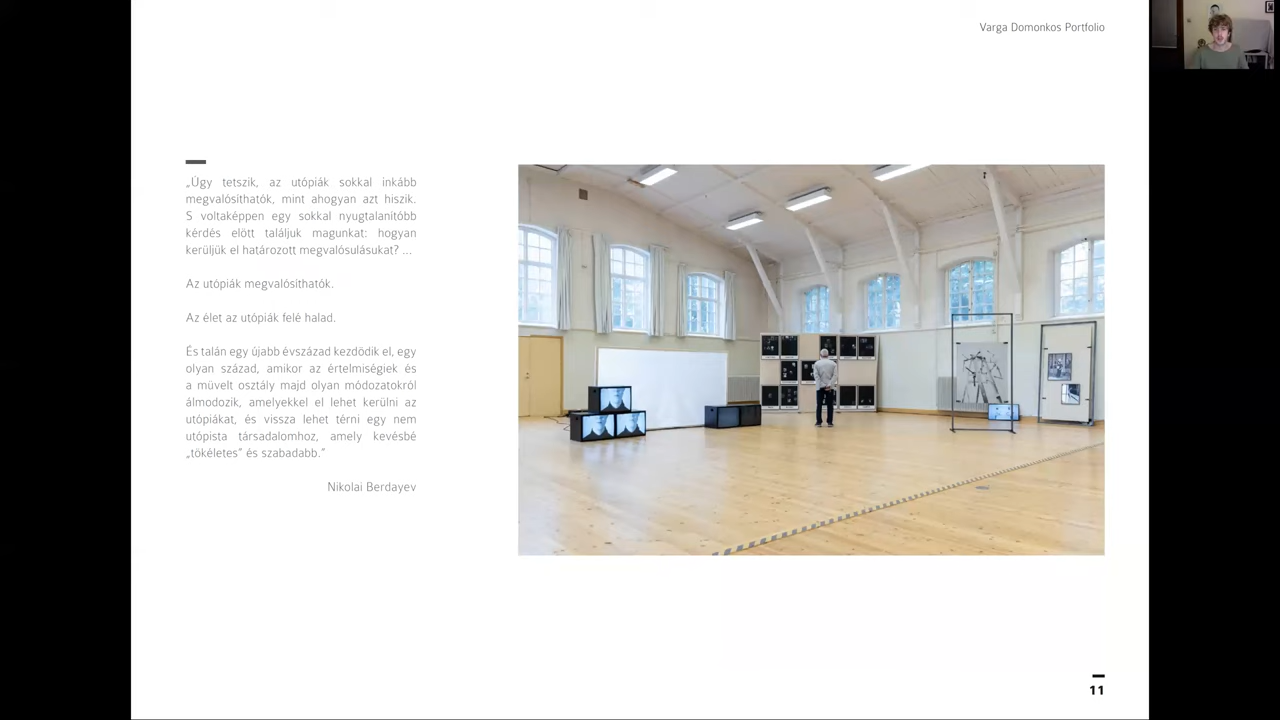 Varga Domonkos Portfolio
„Úgy tetszik, az utópiák sokkal inkább
megvalósíthatók, mint ahogyan azt hiszik.
S voltaképpen egy sokkal nyugtalanítóbb
kérdés előtt találjuk magunkat: hogyan
kerüljük el határozott megvalósulásukat? ...
Az utópiák megvalósíthatók.
Az élet az utópiák felé halad.
És talán egy újabb évszázad kezdődik el, egy
olyan század, amikor az értelmiségiek és
a művelt osztály majd olyan módozatokról
álmodozik, amelyekkel el lehet kerülni az
utópiákat, és vissza lehet térni egy nem
utópista társadalomhoz, amely kevésbé
„tökéletes” és szabadabb.”
Nikolai Berdayev
11